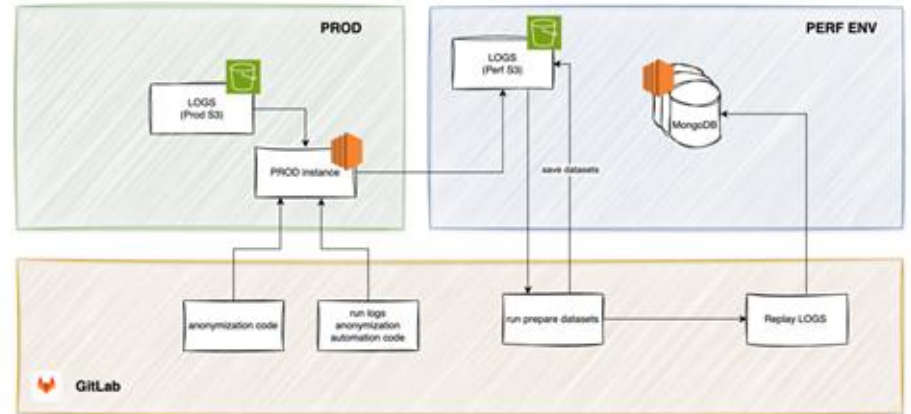 PROD
PERF ENV
LOGS
(Prod S3)
PROD instance
LOGS
(Perf S3)
MongoDB
save datasets
anonymization code
run logs
anonymization
automation code
run prepare datasets
Replay LOGS
GitLab